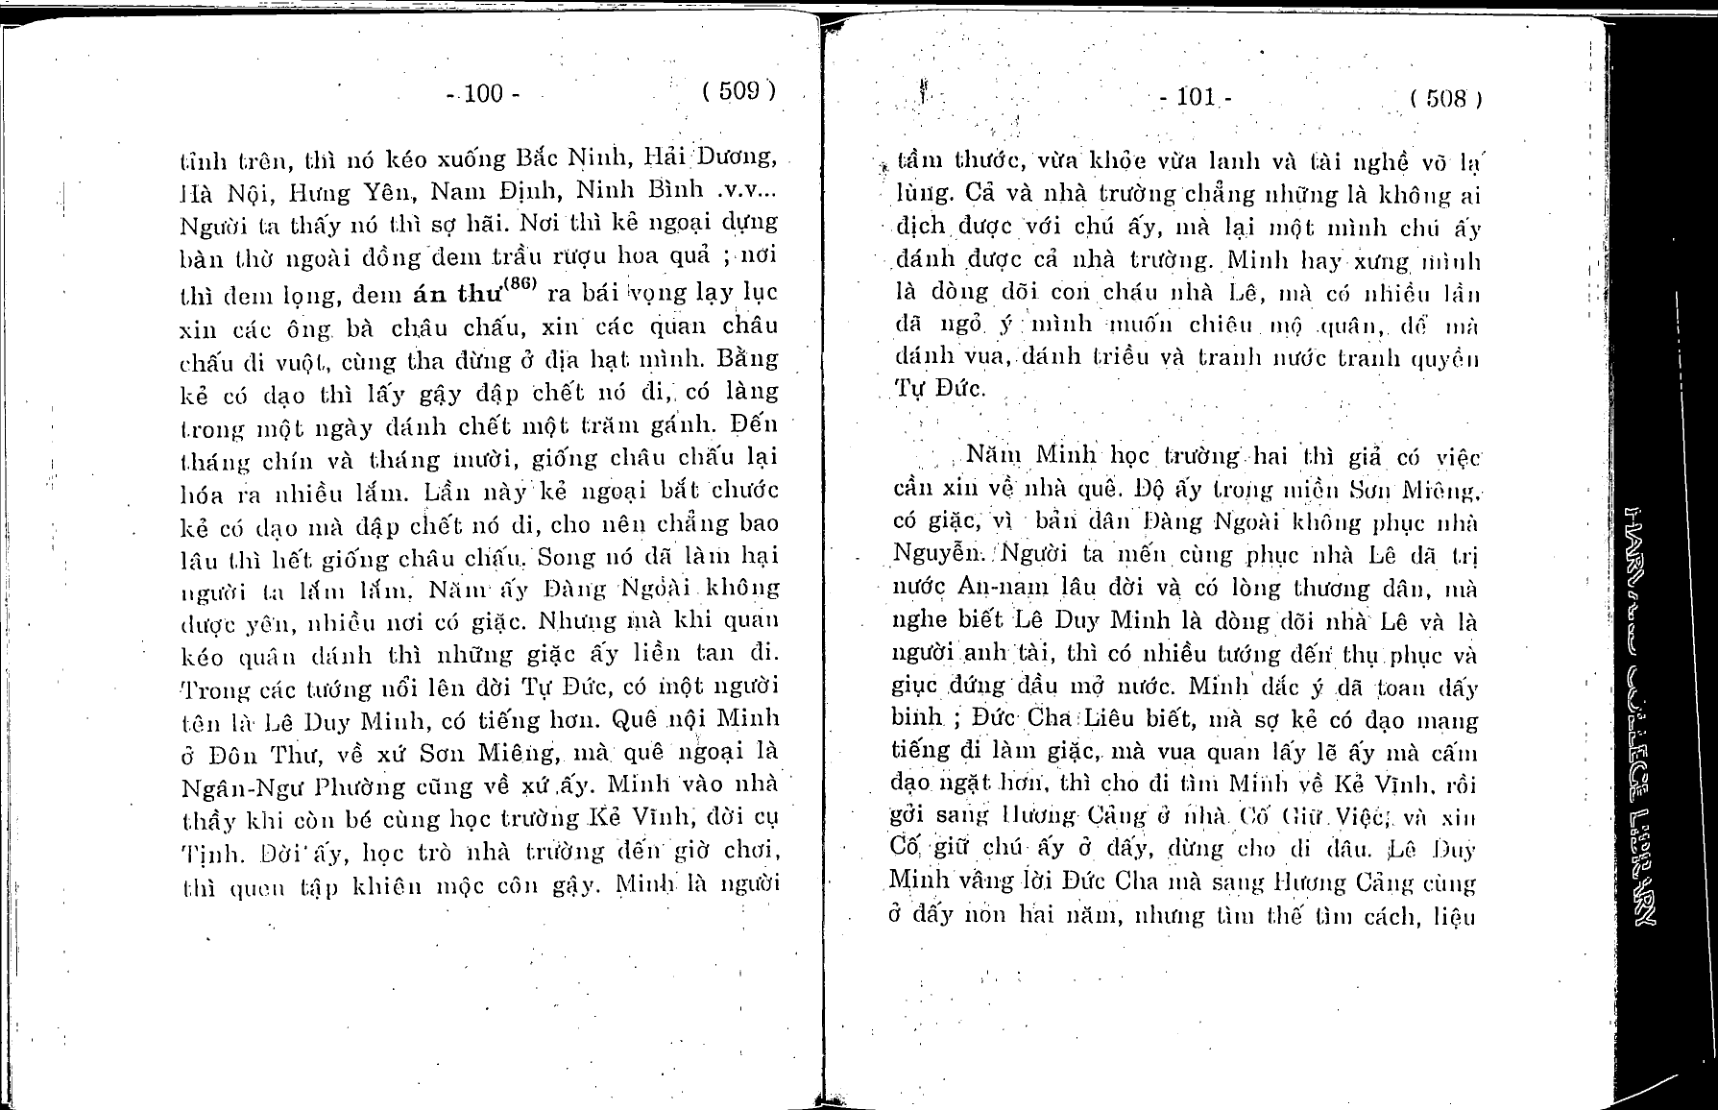 - 100 - (509)
tỉnh trên, thì nó kéo xuống Bắc Ninh, Hải Dương,
Hà Nội, Hưng Yên, Nam Định, Ninh Bình .v.v...
Người ta thấy nó thì sợ hãi. Nơi thì kẻ ngoại dựng
bàn thờ ngoài đồng đem trầu rượu hoa quả ; nơi
thì đem lọng, đem án thư(86) ra bái vọng lạy lục
xin các ông bà châu chấu, xin các quan châu
chấu đi vuột, cùng tha đừng ở địa hạt mình. Bằng
kẻ có đạo thì lấy gậy đập chết nó đi, có làng
trong một ngày đánh chết một trăm gánh. Đến
tháng chín và tháng mười, giống châu chấu lại
hóa ra nhiều lắm. Lần này kẻ ngoại bắt chước
kẻ có đạo mà đập chết nó đi, cho nên chẳng bao
lâu thì hết giống châu chấu. Song nó đã làm hại
người ta lắm lắm. Năm ấy Đàng Ngoài không
được yên, nhiều nơi có giặc. Nhưng mà khi quan
kéo quân đánh thì những giặc ấy liền tan đi.
Trong các tướng nổi lên đời Tự Đức, có một người
tên là Lê Duy Minh, có tiếng hơn. Quê nội Minh
ở Đôn Thư, về xứ Sơn Miêng, mà quê ngoại là
Ngân-Ngư Phường cũng về xứ ấy. Minh vào nhà
thầy khi còn bé cùng học trường Kẻ Vĩnh, đời cụ
Tịnh. Đời ấy, học trò nhà trường đến giờ chơi,
thì quen tập khiên mộc côn gậy. Minh là người
- 101 - (508)
tầm thước, vừa khỏe vừa lanh và tài nghề võ lạ
lùng. Cả và nhà trường chẳng những là không ai
địch được với chú ấy, mà lại một mình chú ấy
đánh được cả nhà trường. Minh hay xưng mình
là dòng dõi con cháu nhà Lê, mà có nhiều lần
đã ngỏ ý mình muốn chiêu mộ quân, để mà
đánh vua, đánh triều và tranh nước tranh quyền
Tự Đức.
Năm Minh học trường hai thì giả có việc
cần xin về nhà quê. Độ ấy trong miền Sơn Miêng,
có giặc, vì bản dân Đàng Ngoài không phục nhà
Nguyễn. Người ta mến cùng phục nhà Lê đã trị
nước An-nam lâu đời và có lòng thương dân, mà
nghe biết Lê Duy Minh là dòng dõi nhà Lê và là
người anh tài, thì có nhiều tướng đến thụ phục và
giục đứng đầu mở nước. Minh đắc ý đã toan dấy
binh ; Đức Cha Liêu biết, mà sợ kẻ có đạo mang
tiếng đi làm giặc, mà vua quan lấy lẽ ấy mà cấm
đạo ngặt hơn, thì cho đi tìm Minh về Kẻ Vĩnh, rồi
gởi sang Hương Cảng ở nhà Cố Giữ Việc; và xin
Cố giữ chú ấy ở đấy, đừng cho đi đâu. Lê Duy
Minh vâng lời Đức Cha mà sang Hương Cảng cùng
ở đấy non hai năm, nhưng tìm thế tìm cách, liệu
HARVARD COLLEGE LIBRARY